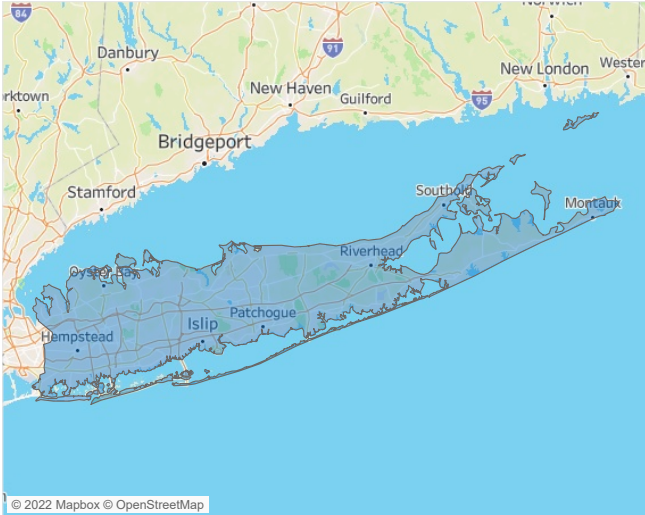 84
Norwich
Danbury
91
New London
Wester
rktown
New Haven
Guilford
95
Bridgeport
Stamford
Southold
Montauk
Riverhead
Oyster Bay
Patchogue
Islip
Hempstead
© 2022 Mapbox © OpenStreetMap